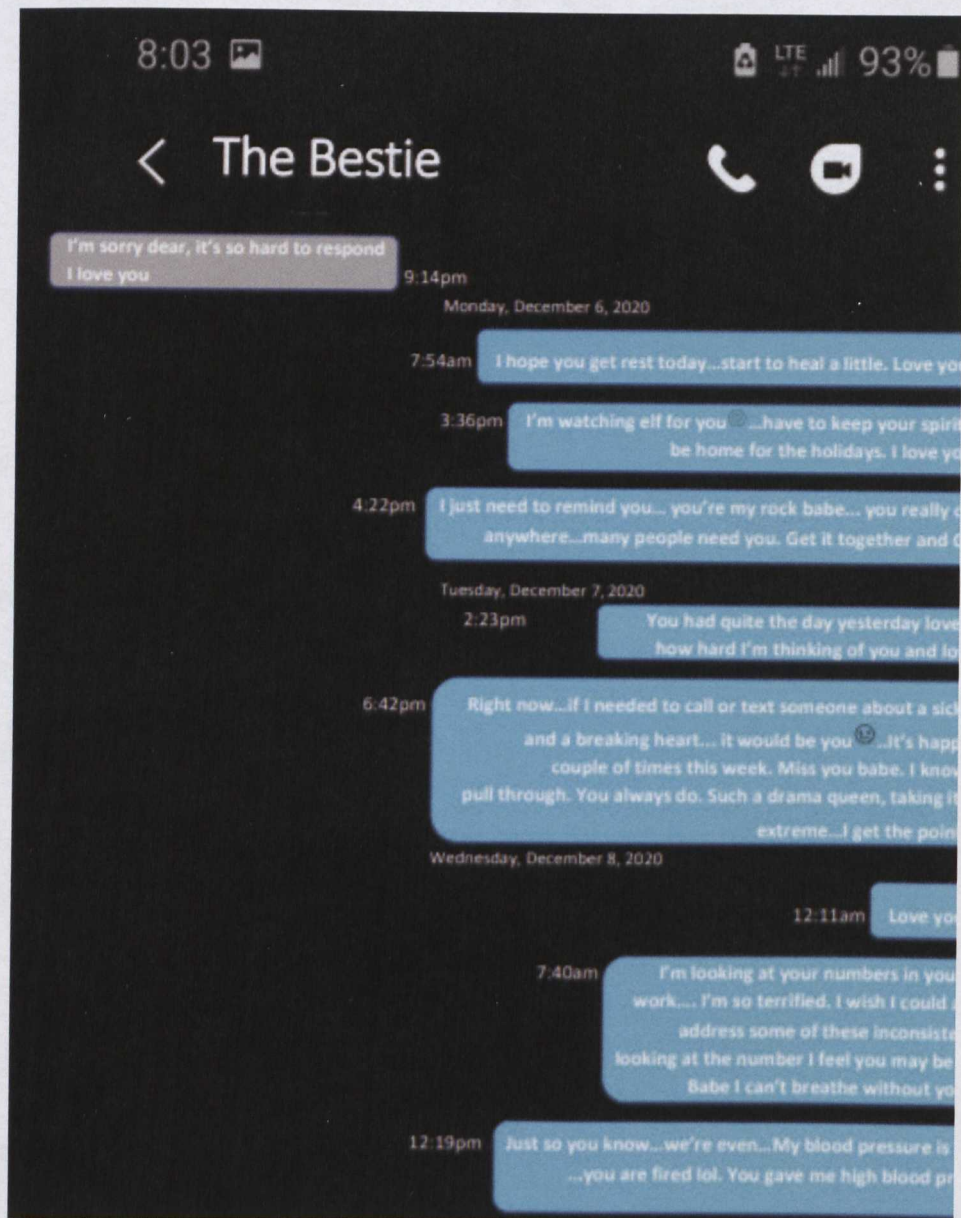 8:03 LTE 93%
The Bestie
I'm sorry dear, it's so hard to respond
I love you
9:14pm
Monday, December 6, 2020
7:54am I hope you get rest today...start to heal a little. Love you
3:36pm I'm watching elf for you ...have to keep your spirit
be home for the holidays. I love yo
4:22pm I just need to remind you... you're my rock babe... you really
anywhere...many people need you. Get it together and
Tuesday, December 7, 2020
2:23pm You had quite the day yesterday love
how hard I'm thinking of you and lo
6:42pm Right now...if I needed to call or text someone about a sick
and a breaking heart... it would be you 😢...it's happ
couple of times this week. Miss you babe. I know
pull through. You always do. Such a drama queen, taking it
extreme...I get the poin
Wednesday, December 8, 2020
12:11am Love you
7:40am I'm looking at your numbers in you
work.... I'm so terrified. I wish I could
address some of these inconsiste
looking at the number I feel you may be
Babe I can't breathe without yo
12:19pm Just so you know...we're even...My blood pressure is
...you are fired lol. You gave me high blood pr